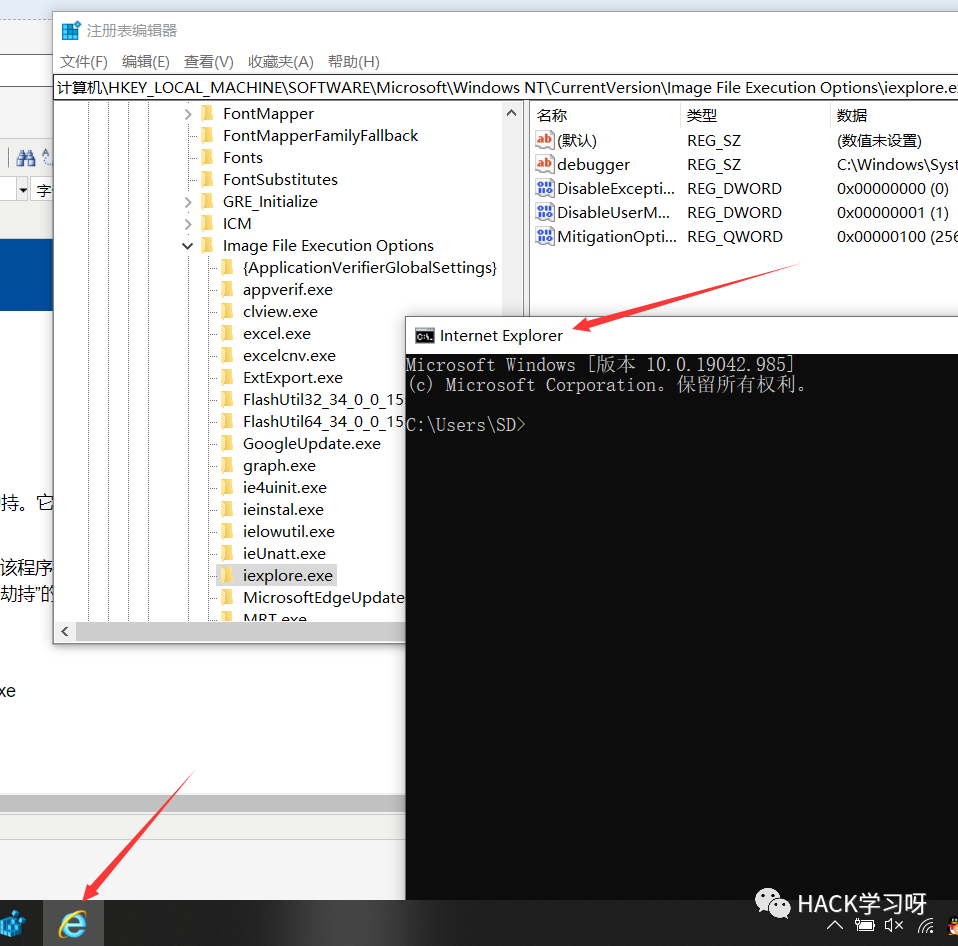 注册表编辑器
文件(F) 编辑(E) 查看(V) 收藏夹(A) 帮助(H)
计算机\HKEY_LOCAL_MACHINE\SOFTWARE\Microsoft\Windows NT\CurrentVersion\Image File Execution Options\iexplore.e
FontMapper
FontMapperFamilyFallback
Fonts
FontSubstitutes
GRE_Initialize
ICM
Image File Execution Options
{ApplicationVerifierGlobalSettings}
appverif.exe
clview.exe
excel.exe
excelcnv.exe
ExtExport.exe
FlashUtil32_34_0_0_15
FlashUtil64_34_0_0_15
GoogleUpdate.exe
graph.exe
ie4uinit.exe
ieinstal.exe
ielowutil.exe
ieUnatt.exe
iexplore.exe
MicrosoftEdgeUpdate
MRT.exe
名称 类型 数据
(默认) REG_SZ (数值未设置)
debugger REG_SZ C:\Windows\Syst
DisableExcepti... REG_DWORD 0x00000000 (0)
DisableUserM... REG_DWORD 0x00000001 (1)
MitigationOpti... REG_QWORD 0x00000100 (256
Internet Explorer
Microsoft Windows [版本 10.0.19042.985]
(c) Microsoft Corporation。保留所有权利。
C:\Users\SD>
字
持。它
该程序
劫持”的
xe
HACK学习呀